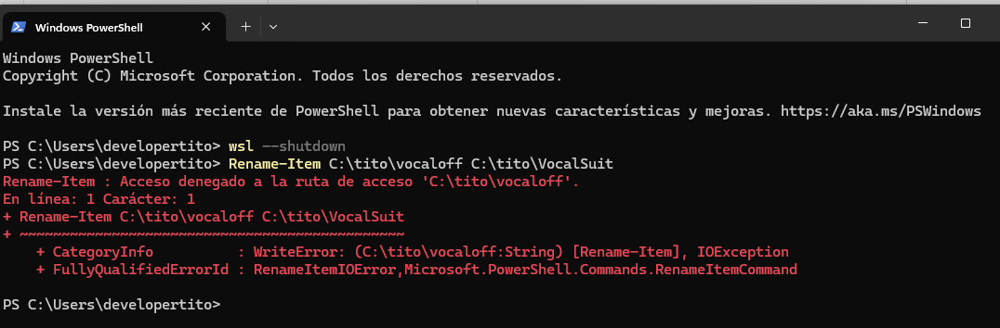 Windows PowerShell
Windows PowerShell
Copyright (C) Microsoft Corporation. Todos los derechos reservados.
Instale la versión más reciente de PowerShell para obtener nuevas características y mejoras. https://aka.ms/PSWindows
PS C:\Users\developertito> wsl --shutdown
PS C:\Users\developertito> Rename-Item C:\tito\vocaloff C:\tito\VocalSuit
Rename-Item : Acceso denegado a la ruta de acceso 'C:\tito\vocaloff'.
En línea: 1 Carácter: 1
+ Rename-Item C:\tito\vocaloff C:\tito\VocalSuit
+ ~~~~~~~~~~~~~~~~~~~~~~~~~~~~~~~~~~~~~~~~~~~~~~
+ CategoryInfo          : WriteError: (C:\tito\vocaloff:String) [Rename-Item], IOException
+ FullyQualifiedErrorId : RenameItemIOError,Microsoft.PowerShell.Commands.RenameItemCommand
PS C:\Users\developertito>